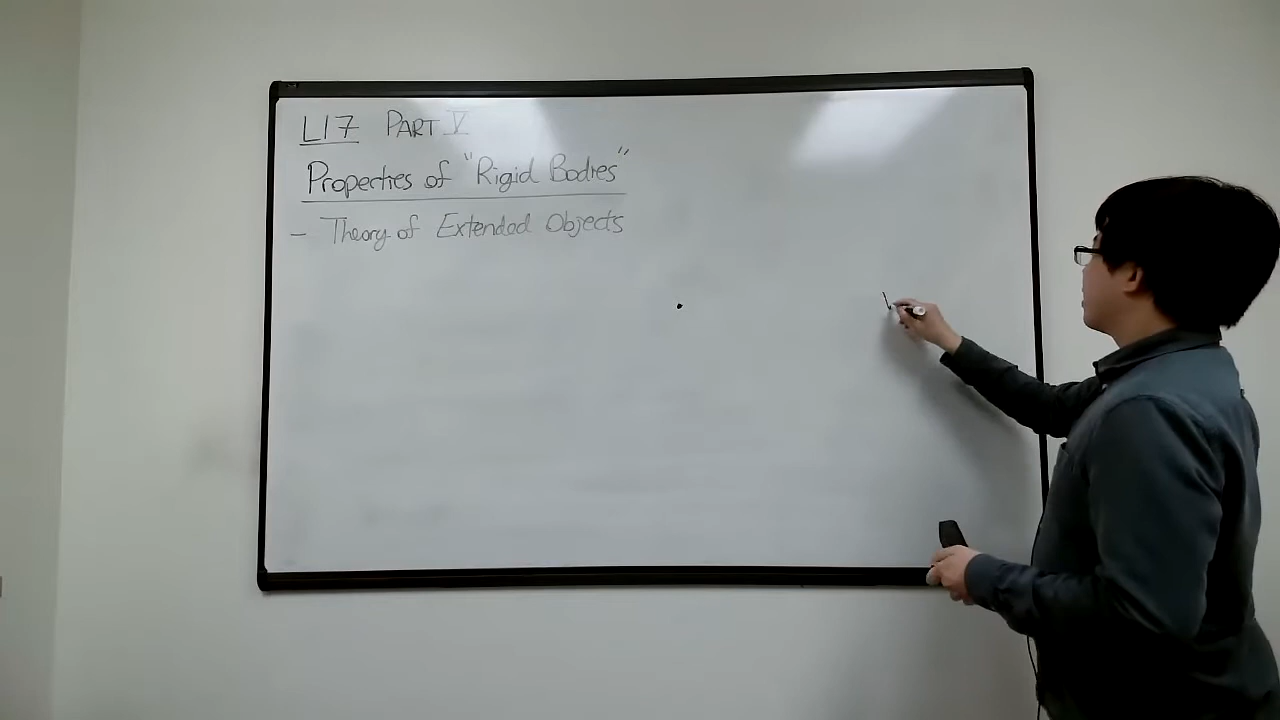 L17 PART V
Properties of "Rigid Bodies"
- Theory of Extended Objects